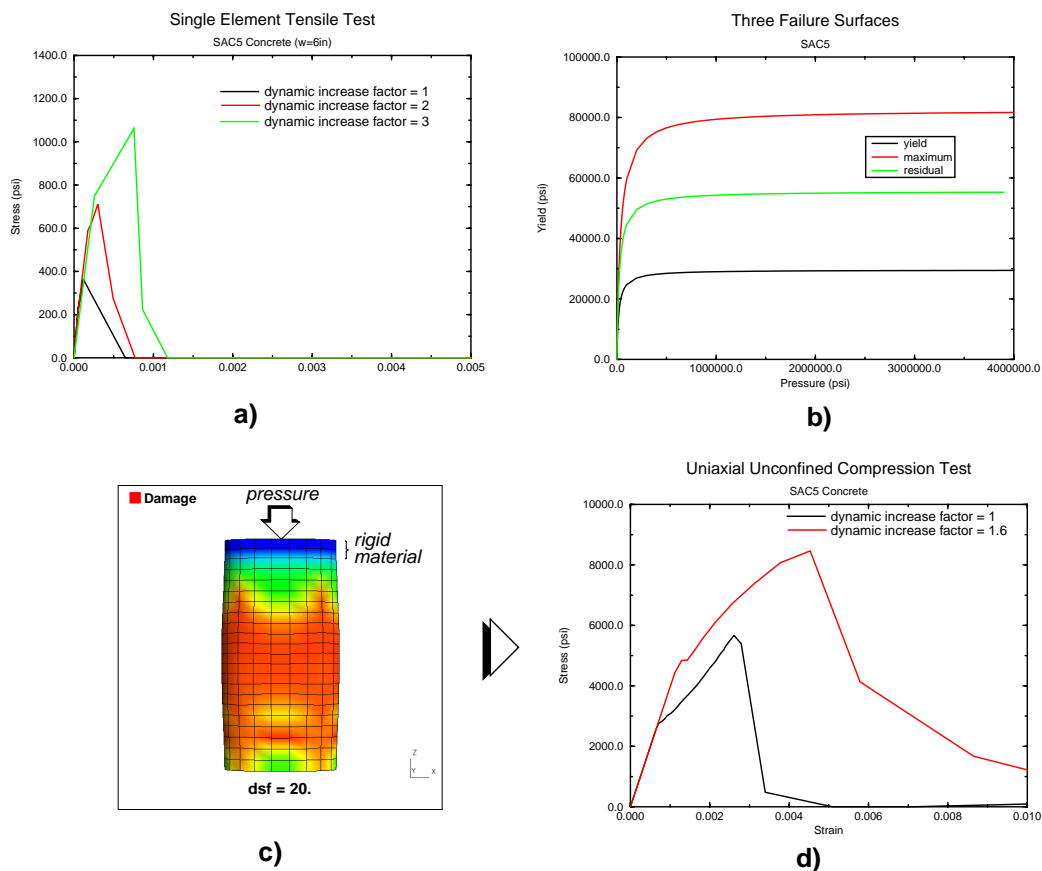 Single Element Tensile Test
SAC5 Concrete (w=6in)
1400.0
1200.0
1000.0
800.0
600.0
400.0
200.0
0.0
Stress (psi)
dynamic increase factor = 1
dynamic increase factor = 2
dynamic increase factor = 3
0.000
0.001
0.002
0.003
0.004
0.005
a)
Three Failure Surfaces
SAC5
100000.0
80000.0
60000.0
40000.0
20000.0
0.0
Yield (psi)
yield
maximum
residual
0.0
1000000.0
2000000.0
3000000.0
4000000.0
Pressure (psi)
b)
Damage
pressure
rigid
material
Z
Y
X
dsf = 20.
c)
Uniaxial Unconfined Compression Test
SAC5 Concrete
10000.0
8000.0
6000.0
4000.0
2000.0
0.0
Stress (psi)
dynamic increase factor = 1
dynamic increase factor = 1.6
0.000
0.002
0.004
0.006
0.008
0.010
Strain
d)